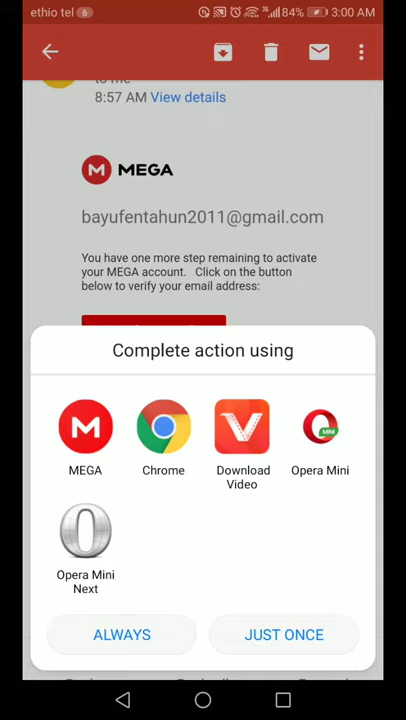 ethio tel 6 84% 3:00 AM
to me
8:57 AM View details
M MEGA
bayufentahun2011@gmail.com
You have one more step remaining to activate
your MEGA account. Click on the button
below to verify your email address:
Complete action using
MEGA Chrome Download Video Opera Mini
Opera Mini Next
ALWAYS JUST ONCE